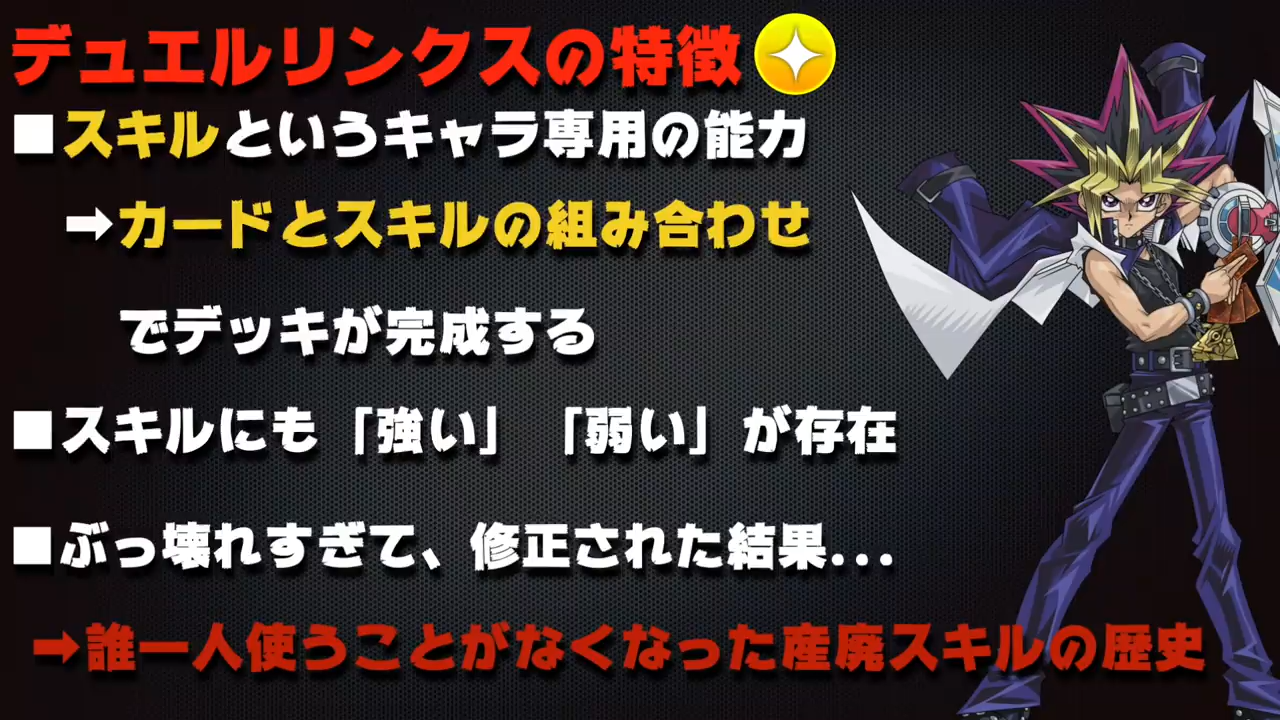 デュエルリンクスの特徴
■スキルというキャラ専用の能力
➡カードとスキルの組み合わせ
でデッキが完成する
■スキルにも「強い」「弱い」が存在
■ぶっ壊れすぎて、修正された結果...
➡誰一人使うことがなくなった産廃スキルの歴史